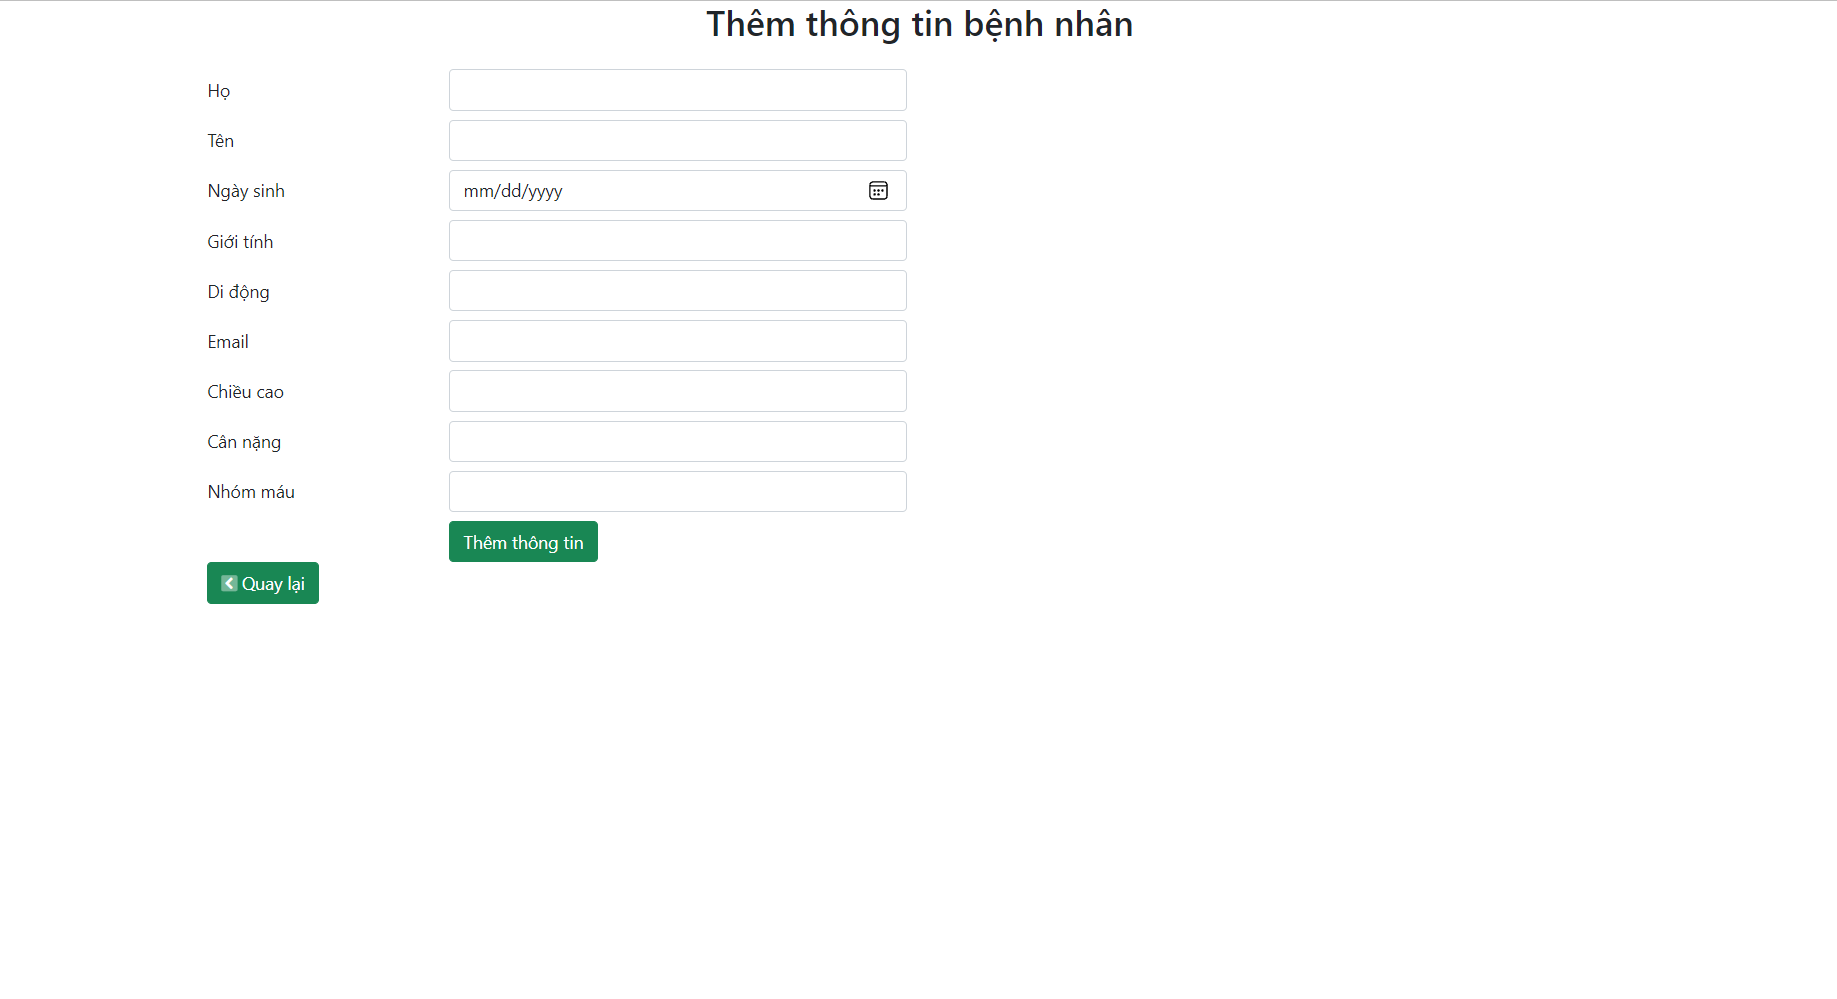 Thêm thông tin bệnh nhân
Họ
Tên
Ngày sinh mm/dd/yyyy
Giới tính
Di động
Email
Chiều cao
Cân nặng
Nhóm máu
Thêm thông tin
Quay lại